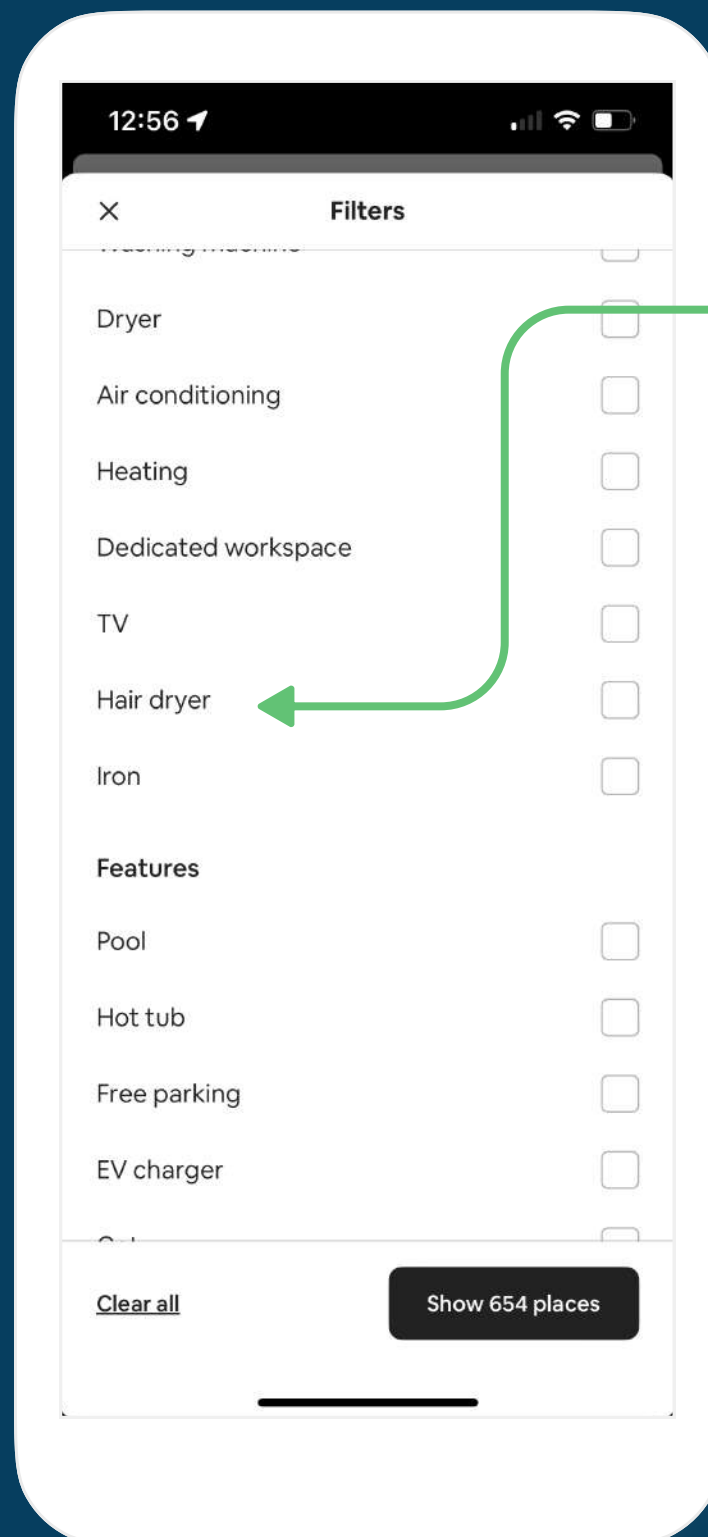 12:56
Filters
Dryer
Air conditioning
Heating
Dedicated workspace
TV
Hair dryer
Iron
Features
Pool
Hot tub
Free parking
EV charger
Clear all
Show 654 places